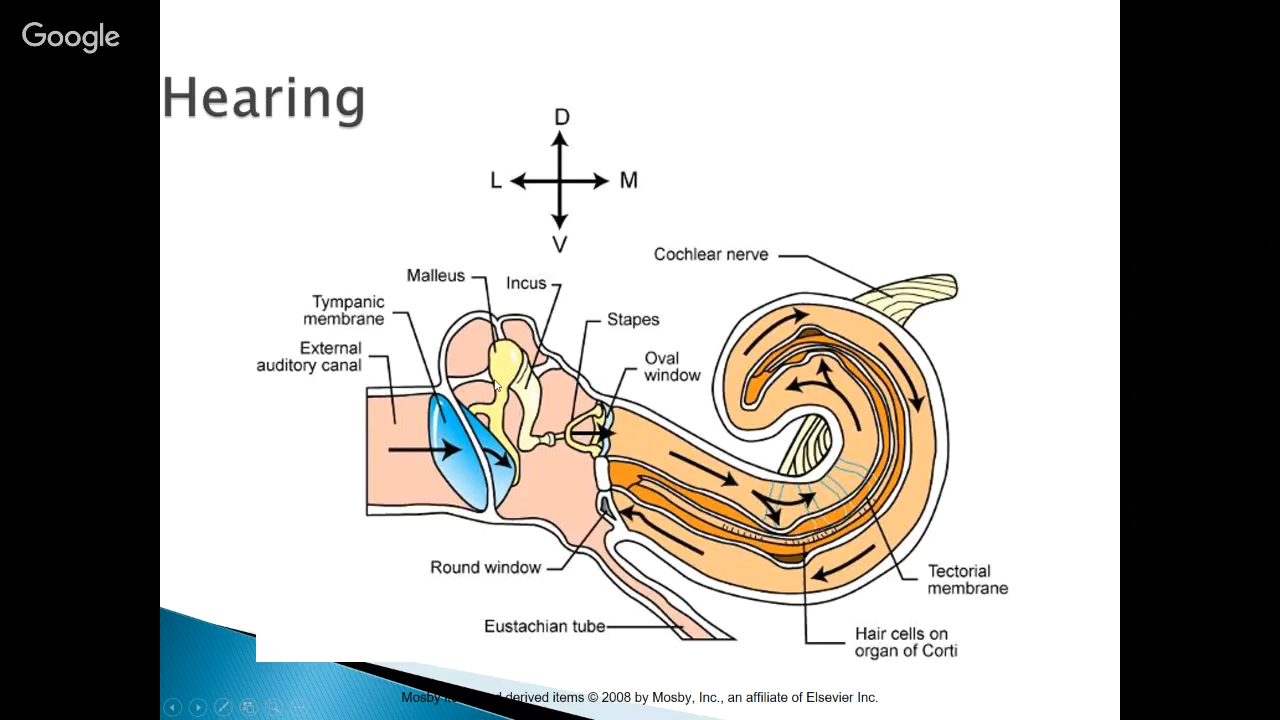 Google
Hearing
D
L
M
V
Cochlear nerve
Malleus
Incus
Tympanic
membrane
Stapes
External
auditory canal
Oval
window
Round window
Tectorial
membrane
Eustachian tube
Hair cells on
organ of Corti
Mosby derived items © 2008 by Mosby, Inc., an affiliate of Elsevier Inc.